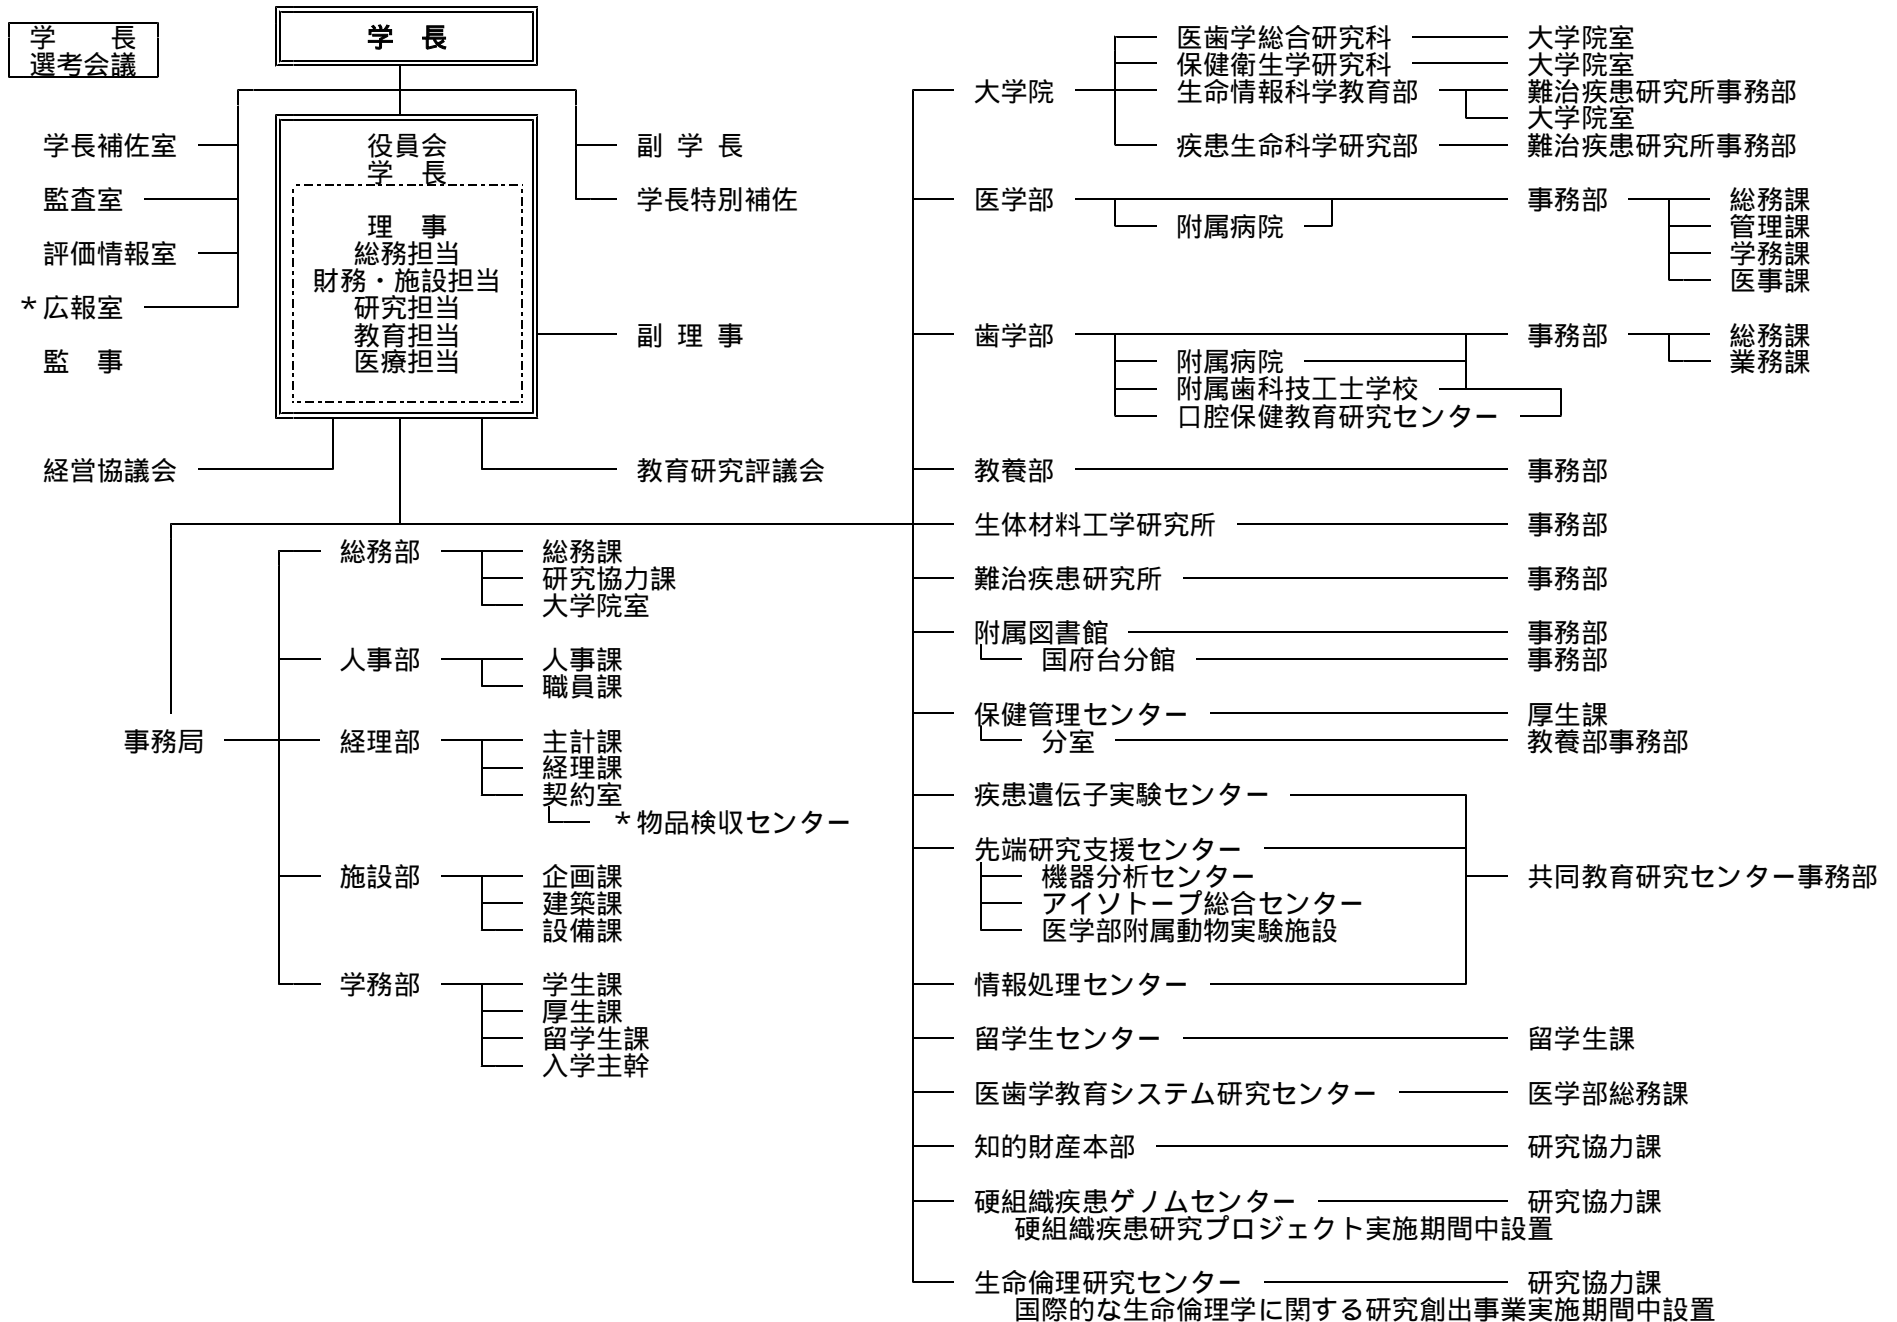 学　長
選考会議
学　長
学長補佐室
監査室
評価情報室
*広報室
監　事
役員会
学　長
理　事
総務担当
財務・施設担当
研究担当
教育担当
医療担当
副 学 長
学長特別補佐
副 理 事
経営協議会
教育研究評議会
事務局
総務部
総務課
研究協力課
大学院室
人事部
人事課
職員課
経理部
主計課
経理課
契約室
*物品検収センター
施設部
企画課
建築課
設備課
学務部
学生課
厚生課
留学生課
入学主幹
大学院
医歯学総合研究科 大学院室
保健衛生学研究科 大学院室
生命情報科学教育部 難治疾患研究所事務部
大学院室
疾患生命科学研究部 難治疾患研究所事務部
医学部 事務部 総務課
附属病院 管理課
学務課
医事課
歯学部 事務部 総務課
附属病院 業務課
附属歯科技工士学校
口腔保健教育研究センター
教養部 事務部
生体材料工学研究所 事務部
難治疾患研究所 事務部
附属図書館 事務部
国府台分館 事務部
保健管理センター 厚生課
分室 教養部事務部
疾患遺伝子実験センター
先端研究支援センター
機器分析センター 共同教育研究センター事務部
アイソトープ総合センター
医学部附属動物実験施設
情報処理センター
留学生センター 留学生課
医歯学教育システム研究センター 医学部総務課
知的財産本部 研究協力課
硬組織疾患ゲノムセンター 研究協力課
硬組織疾患研究プロジェクト実施期間中設置
生命倫理研究センター 研究協力課
国際的な生命倫理学に関する研究創出事業実施期間中設置